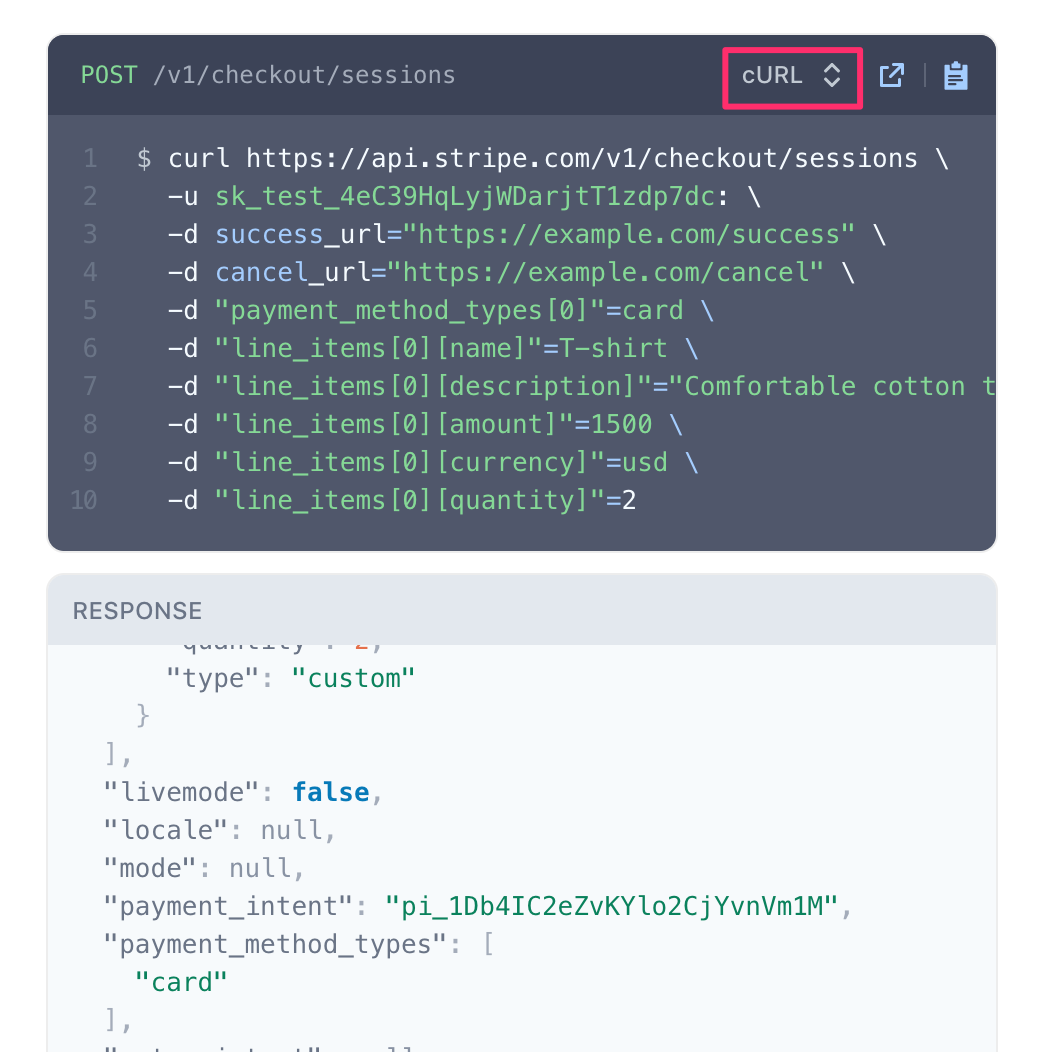 POST /v1/checkout/sessions cURL
1 $ curl https://api.stripe.com/v1/checkout/sessions \
2 -u sk_test_4eC39HqLyjWDarjtT1zdp7dc: \
3 -d success_url="https://example.com/success" \
4 -d cancel_url="https://example.com/cancel" \
5 -d "payment_method_types[0]"=card \
6 -d "line_items[0][name]"=T-shirt \
7 -d "line_items[0][description]"="Comfortable cotton t
8 -d "line_items[0][amount]"=1500 \
9 -d "line_items[0][currency]"=usd \
10 -d "line_items[0][quantity]"=2
RESPONSE
"quantity": 2,
"type": "custom"
}
],
"livemode": false,
"locale": null,
"mode": null,
"payment_intent": "pi_1Db4IC2eZvKYlo2CjYvnVm1M",
"payment_method_types": [
"card"
],